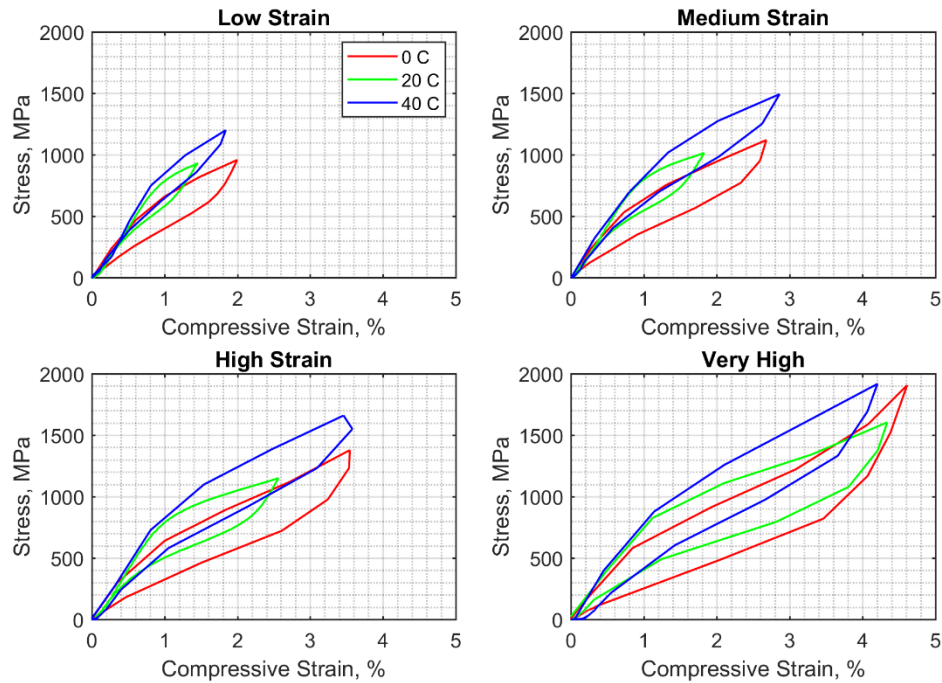 Low Strain
2000
1500
1000
500
0
Stress, MPa
0 C
20 C
40 C
0 1 2 3 4 5
Compressive Strain, %
Medium Strain
2000
1500
1000
500
0
Stress, MPa
0 1 2 3 4 5
Compressive Strain, %
High Strain
2000
1500
1000
500
0
Stress, MPa
0 1 2 3 4 5
Compressive Strain, %
Very High
2000
1500
1000
500
0
Stress, MPa
0 1 2 3 4 5
Compressive Strain, %